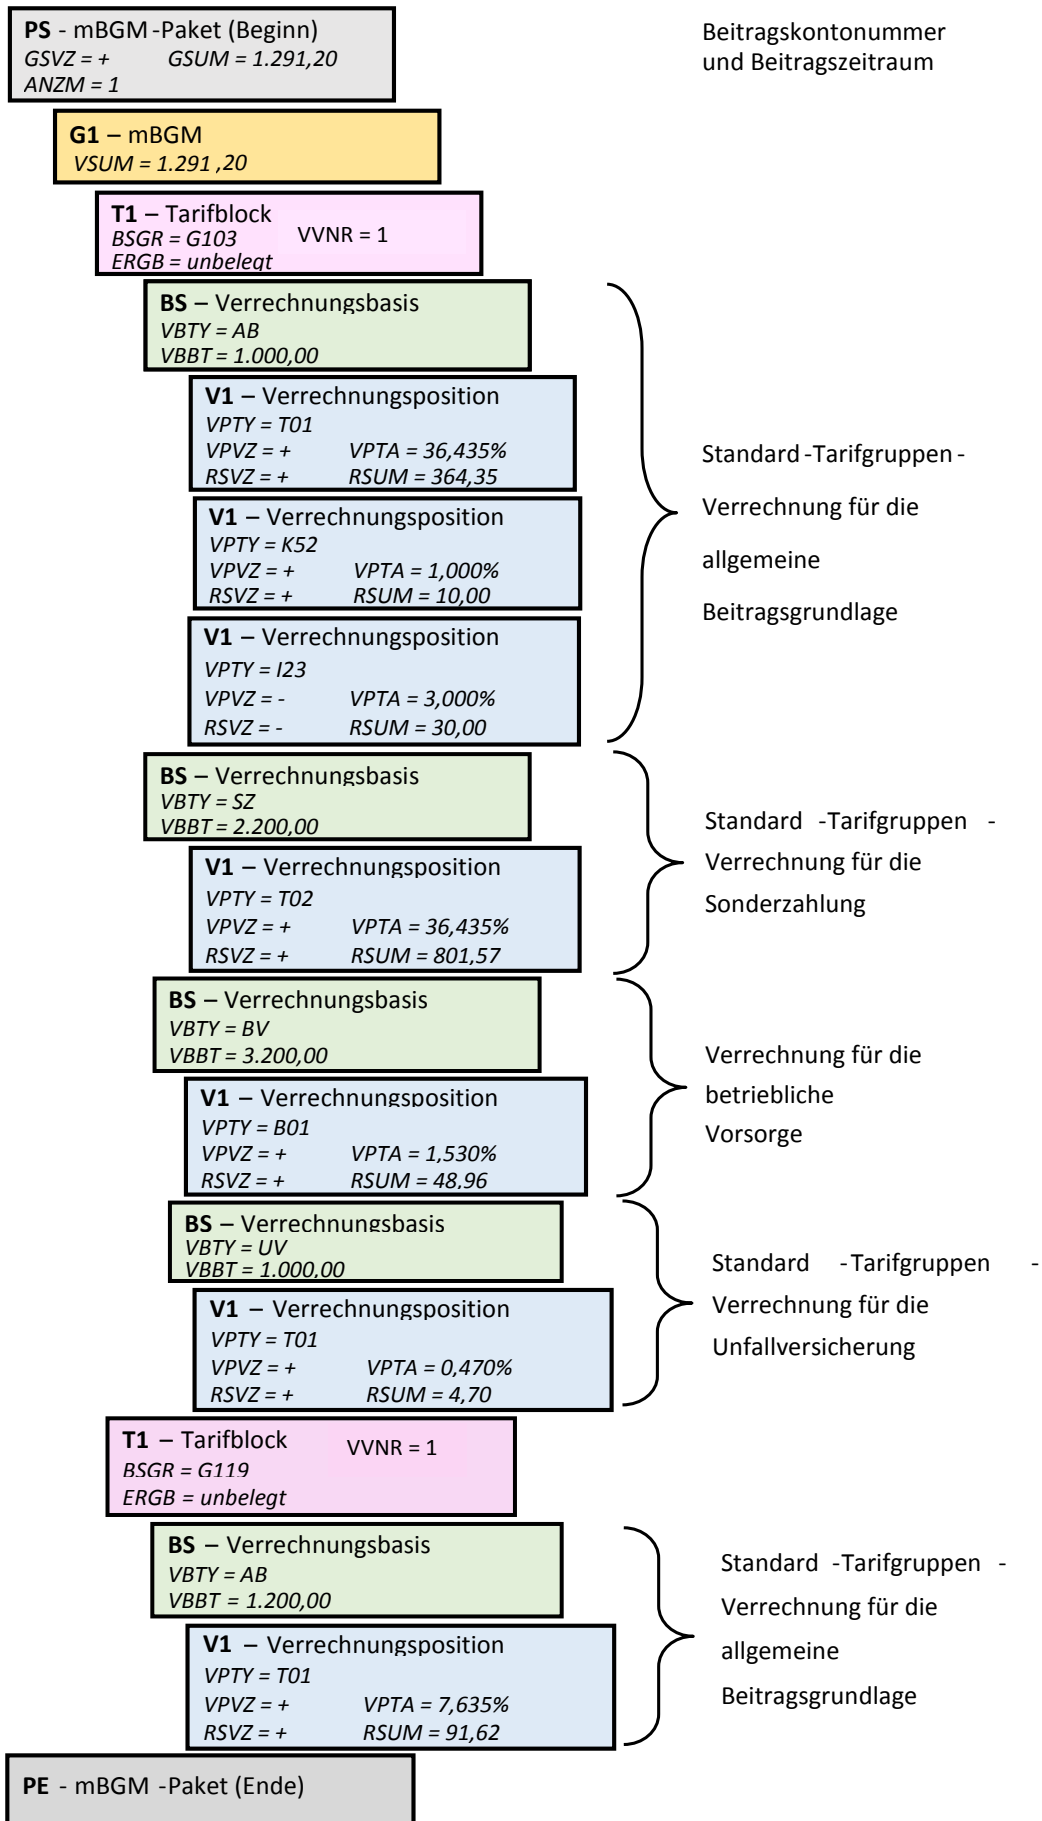 PS - mBGM -Paket (Beginn)
GSVZ = + GSUM = 1.291,20
ANZM = 1
Beitragskontonummer
und Beitragszeitraum
G1 – mBGM
VSUM = 1.291 ,20
T1 – Tarifblock
BSGR = G103 VVNR = 1
ERGB = unbelegt
BS – Verrechnungsbasis
VBTY = AB
VBBT = 1.000,00
V1 – Verrechnungsposition
VPTY = T01
VPVZ = + VPTA = 36,435%
RSVZ = + RSUM = 364,35
V1 – Verrechnungsposition
VPTY = K52
VPVZ = + VPTA = 1,000%
RSVZ = + RSUM = 10,00
V1 – Verrechnungsposition
VPTY = I23
VPVZ = - VPTA = 3,000%
RSVZ = - RSUM = 30,00
Standard -Tarifgruppen -
Verrechnung für die
allgemeine
Beitragsgrundlage
BS – Verrechnungsbasis
VBTY = SZ
VBBT = 2.200,00
V1 – Verrechnungsposition
VPTY = T02
VPVZ = + VPTA = 36,435%
RSVZ = + RSUM = 801,57
Standard -Tarifgruppen -
Verrechnung für die
Sonderzahlung
BS – Verrechnungsbasis
VBTY = BV
VBBT = 3.200,00
V1 – Verrechnungsposition
VPTY = B01
VPVZ = + VPTA = 1,530%
RSVZ = + RSUM = 48,96
Verrechnung für die
betriebliche
Vorsorge
BS – Verrechnungsbasis
VBTY = UV
VBBT = 1.000,00
V1 – Verrechnungsposition
VPTY = T01
VPVZ = + VPTA = 0,470%
RSVZ = + RSUM = 4,70
Standard -Tarifgruppen -
Verrechnung für die
Unfallversicherung
T1 – Tarifblock VVNR = 1
BSGR = G119
ERGB = unbelegt
BS – Verrechnungsbasis
VBTY = AB
VBBT = 1.200,00
V1 – Verrechnungsposition
VPTY = T01
VPVZ = + VPTA = 7,635%
RSVZ = + RSUM = 91,62
Standard -Tarifgruppen -
Verrechnung für die
allgemeine
Beitragsgrundlage
PE - mBGM -Paket (Ende)